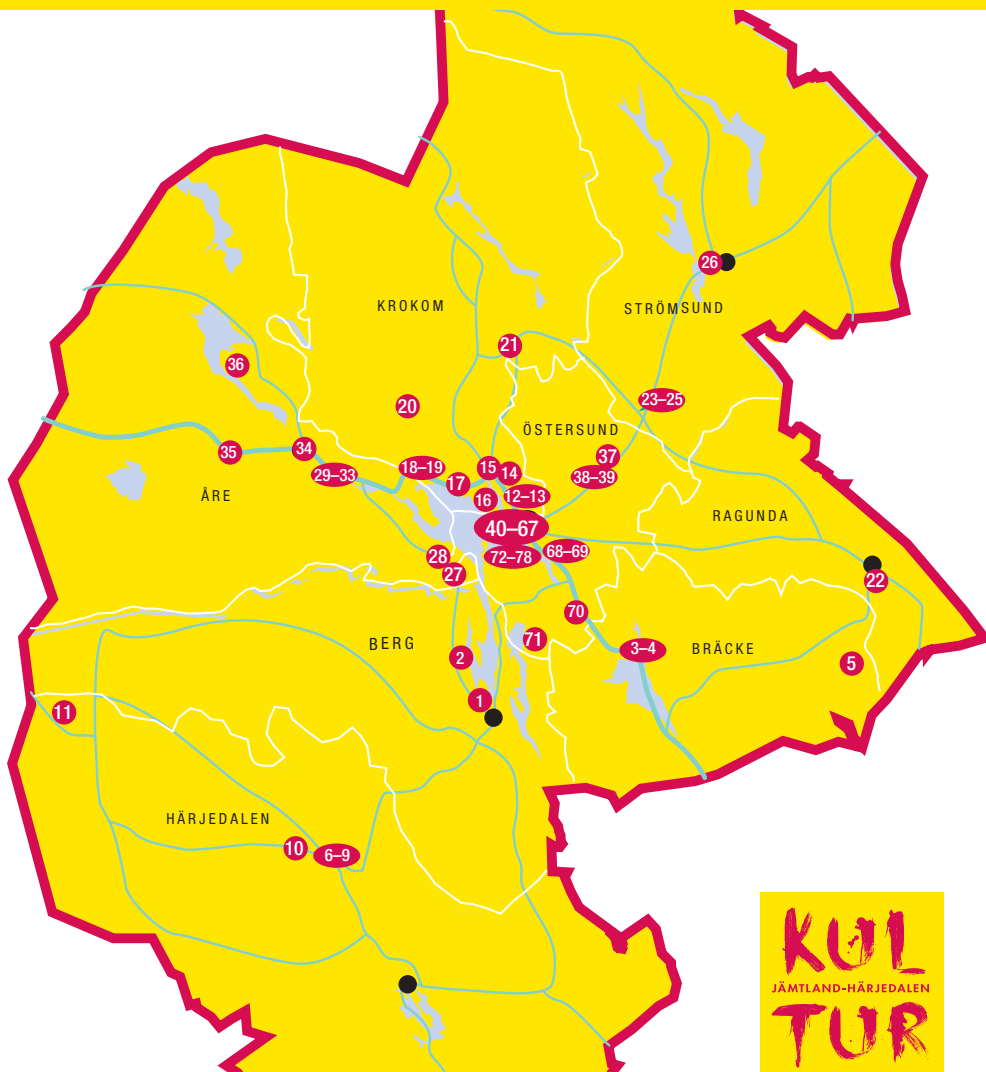 26
KROKOM
STRÖMSUND
21
36
23–25
20
ÖSTERSUND
34
35
37
15
14
18–19
29–33
38–39
17
ÅRE
16
12–13
RAGUNDA
40–67
68–69
28
72–78
27
22
70
BERG
71
3–4
BRÄCKE
2
5
1
11
HÄRJEDALEN
10
6–9
KUL
JÄMTLAND-HÄRJEDALEN
TUR